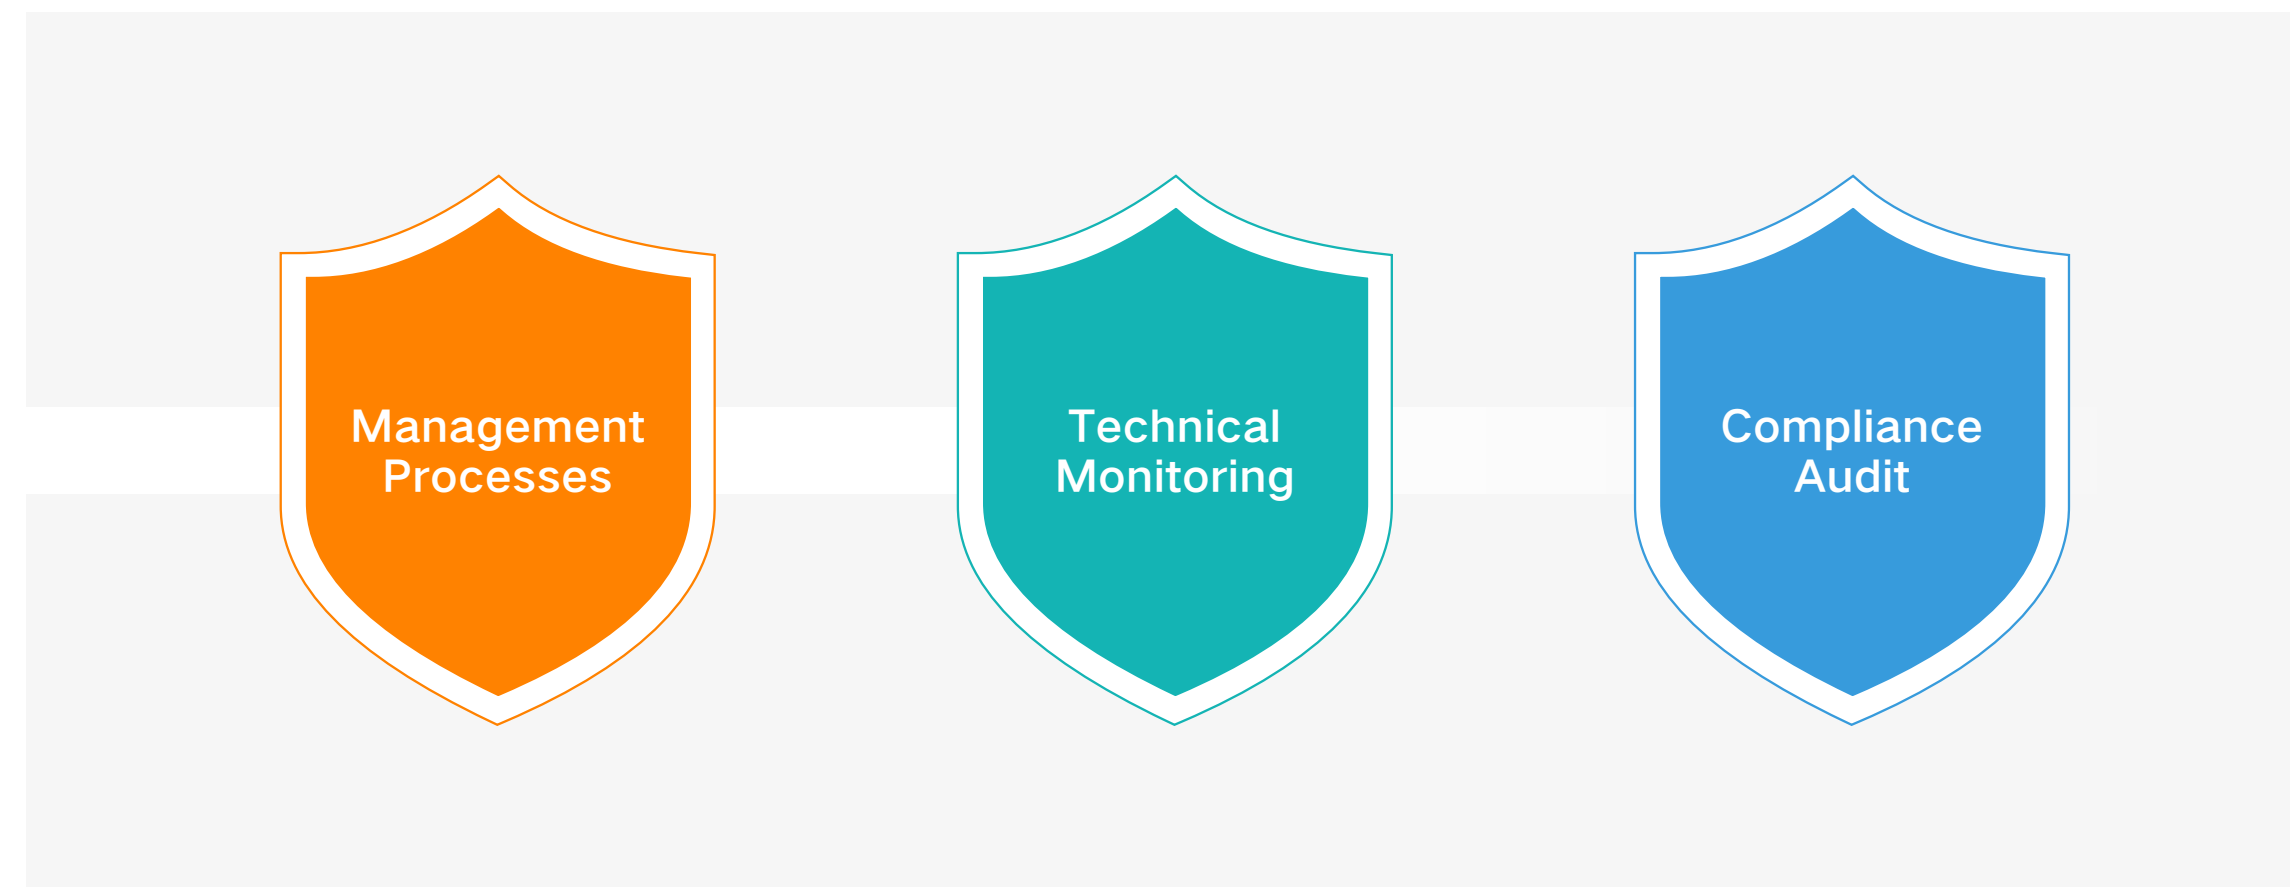 Management
Processes
Technical
Monitoring
Compliance
Audit